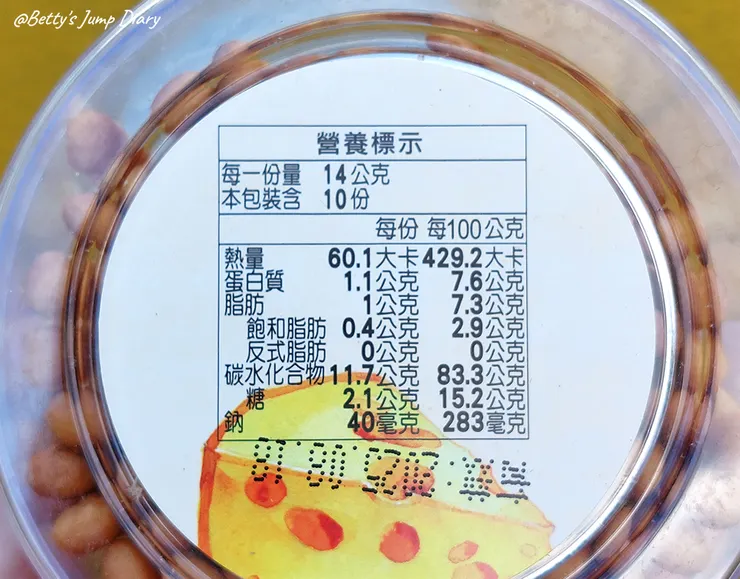 @Betty's Jump Diary
營養標示
每一份量 14公克
本包裝含 10份
每份 每100公克
熱量 60.1大卡 429.2大卡
蛋白質 1.1公克 7.6公克
脂肪 1公克 7.3公克
飽和脂肪 0.4公克 2.9公克
反式脂肪 0公克 0公克
碳水化合物 11.7公克 83.3公克
糖 2.1公克 15.2公克
鈉 40毫克 283毫克